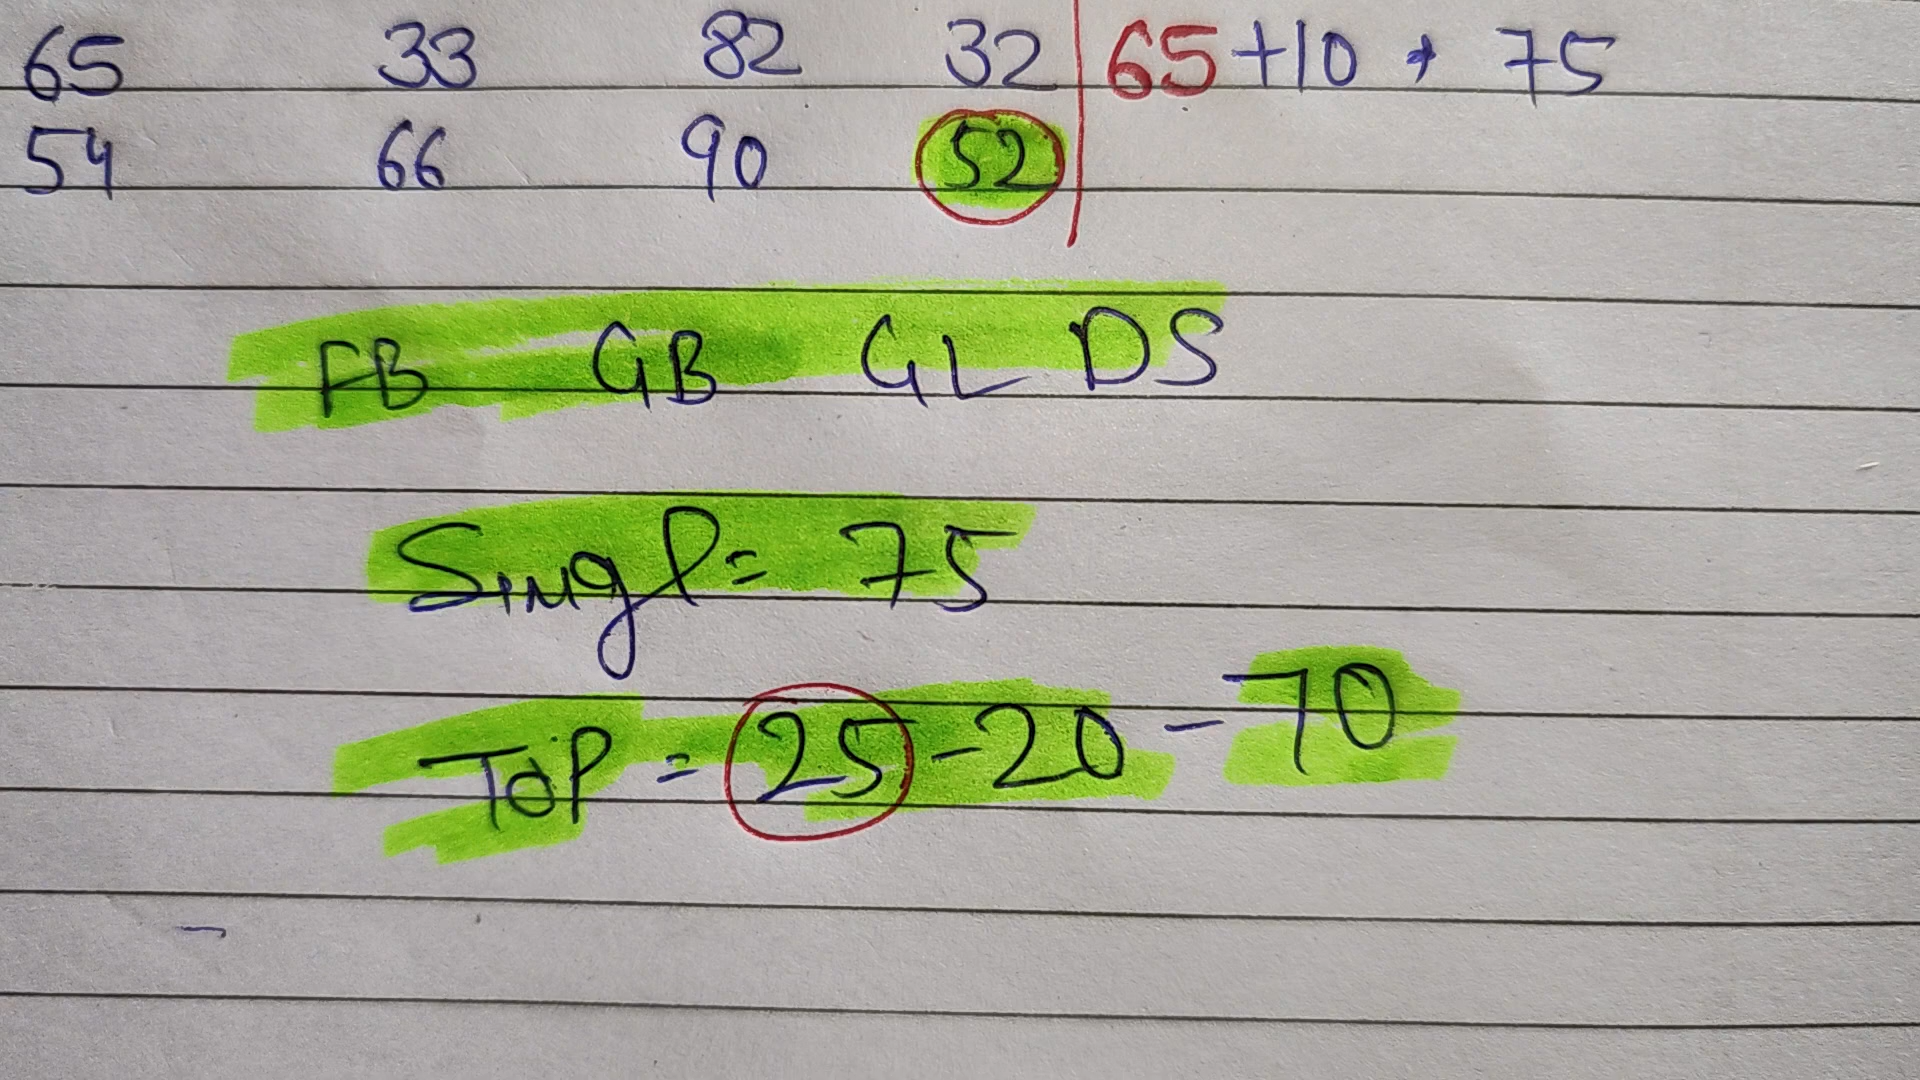 65 33 82 32 65+10 → 75
54 66 90 52
FB GB GL DS
Singl= 75
ToP = 25-20-70